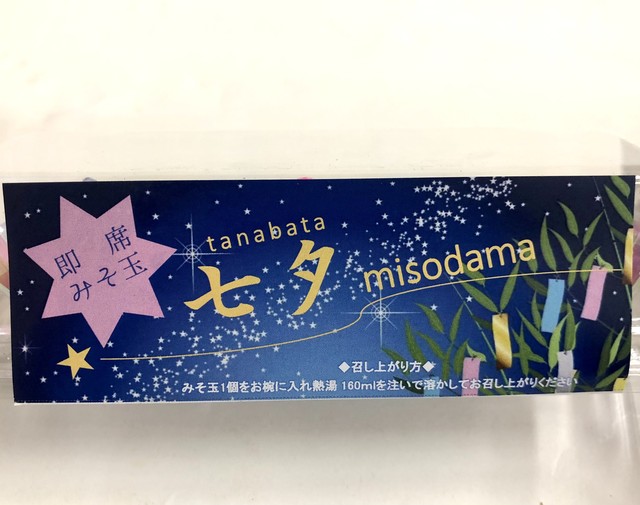 即席
みそ玉
tanabata
七夕
misodama
◆召し上がり方◆
みそ玉1個をお椀に入れ熱湯 160mlを注いで溶かしてお召し上がりください